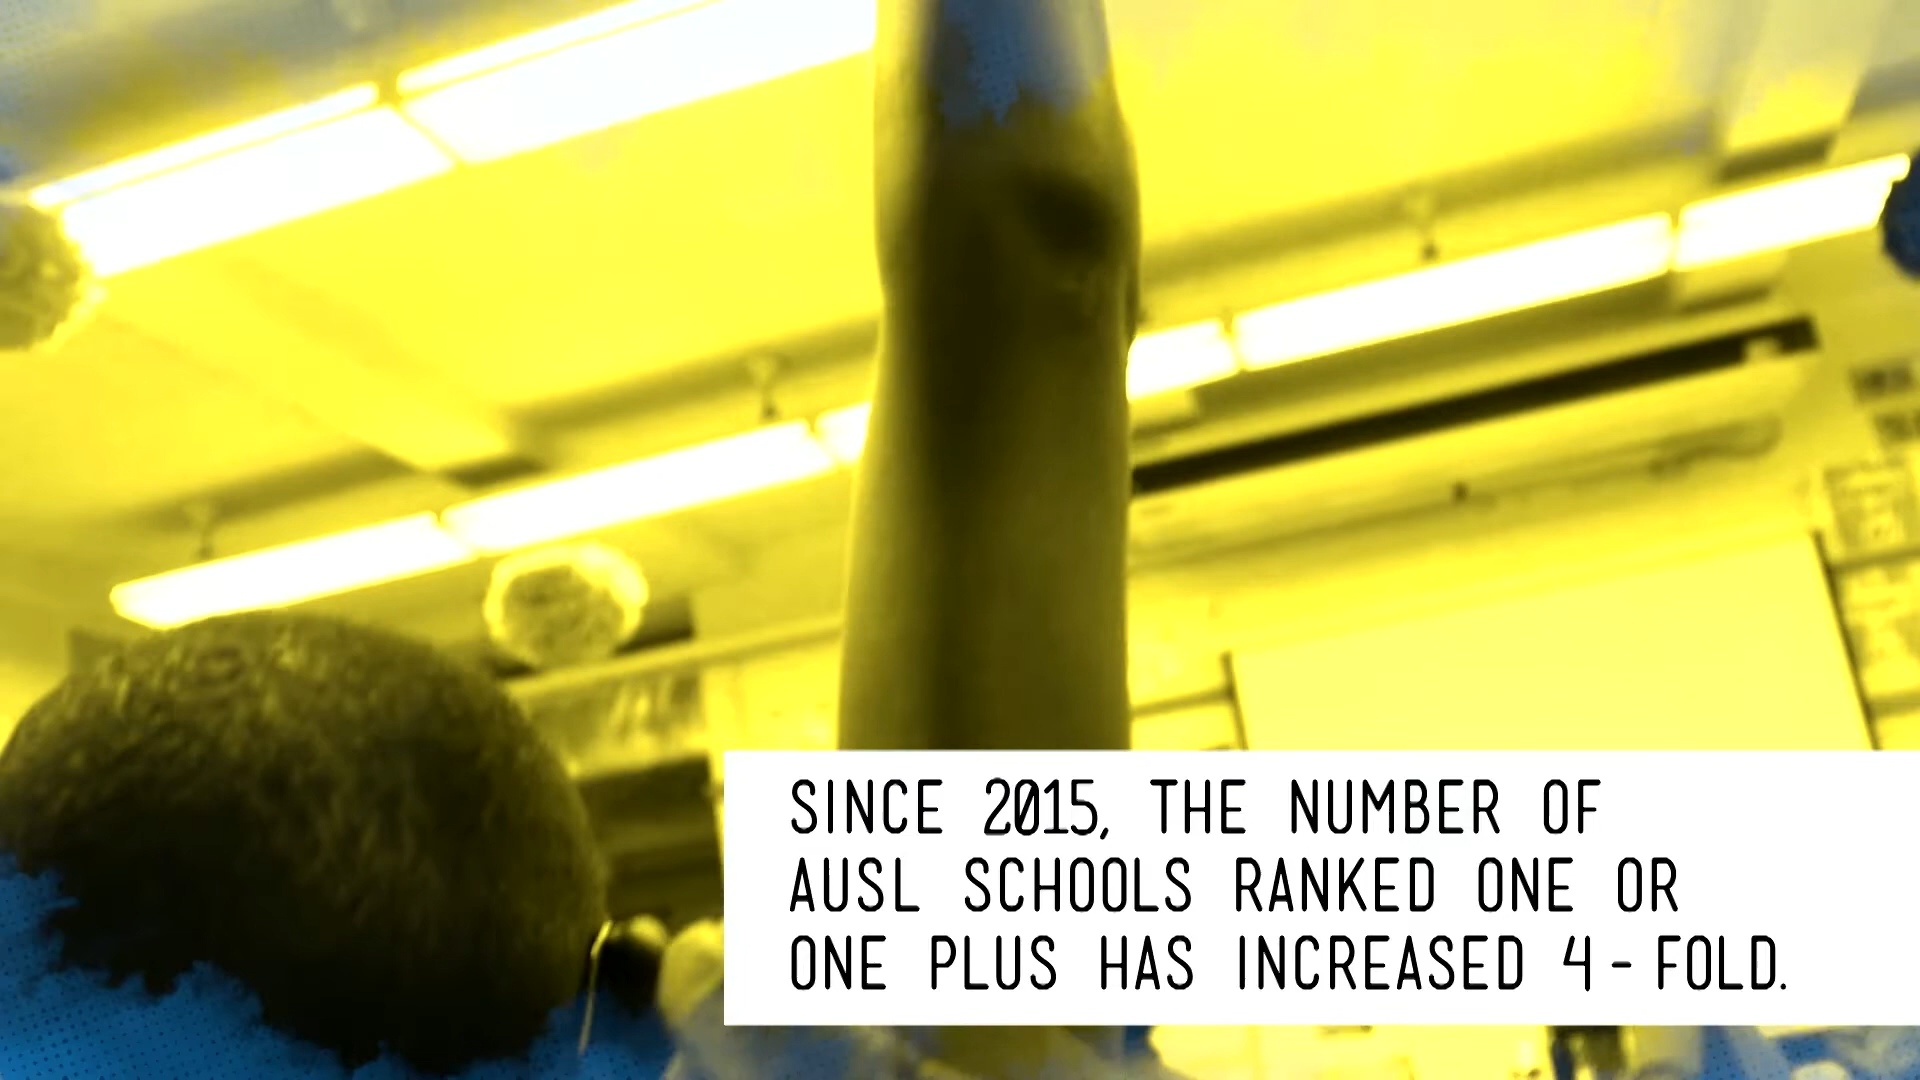 SINCE 2015, THE NUMBER OF
AUSL SCHOOLS RANKED ONE OR
ONE PLUS HAS INCREASED 4-FOLD.